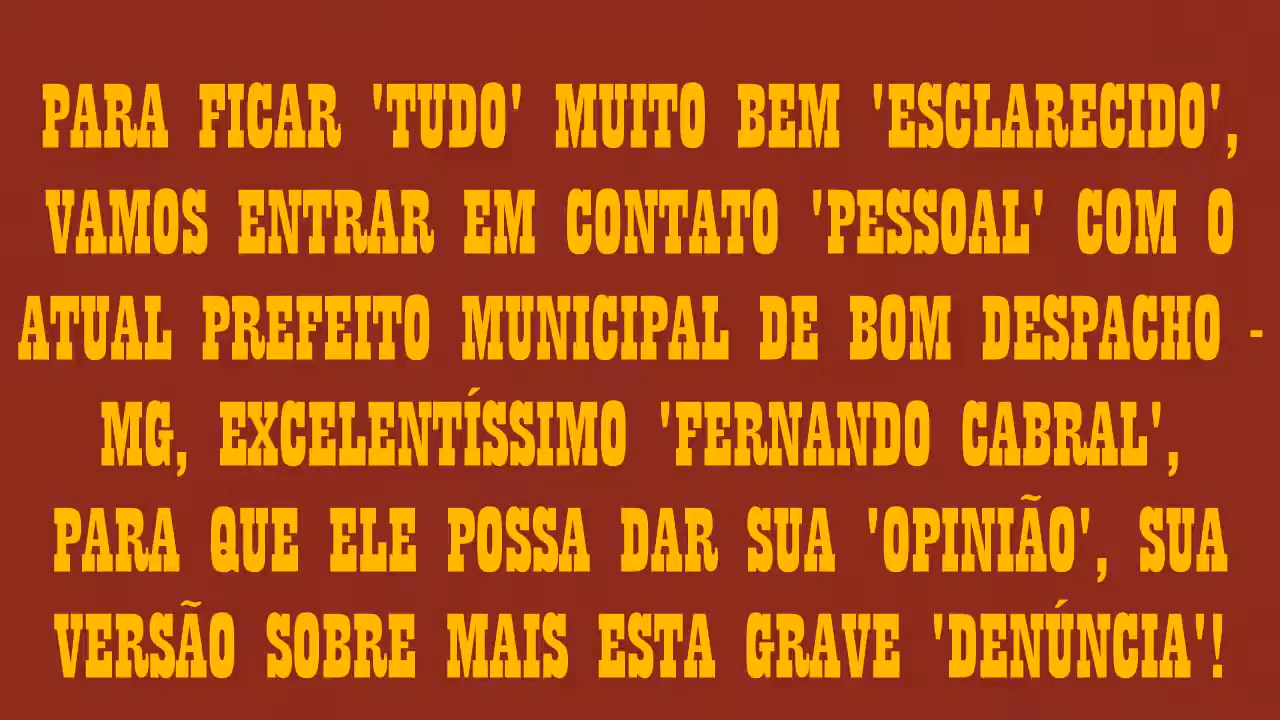 PARA FICAR 'TUDO' MUITO BEM 'ESCLARECIDO',
VAMOS ENTRAR EM CONTATO 'PESSOAL' COM O
ATUAL PREFEITO MUNICIPAL DE BOM DESPACHO -
MG, EXCELENTÍSSIMO 'FERNANDO CABRAL',
PARA QUE ELE POSSA DAR SUA 'OPINIÃO', SUA
VERSÃO SOBRE MAIS ESTA GRAVE 'DENÚNCIA'!